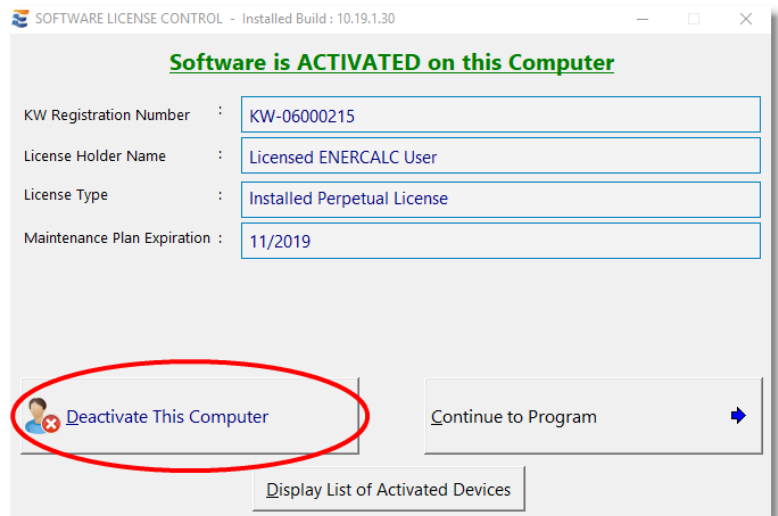 SOFTWARE LICENSE CONTROL - Installed Build : 10.19.1.30
Software is ACTIVATED on this Computer
KW Registration Number : KW-06000215
License Holder Name : Licensed ENERCALC User
License Type : Installed Perpetual License
Maintenance Plan Expiration : 11/2019
Deactivate This Computer Continue to Program
Display List of Activated Devices